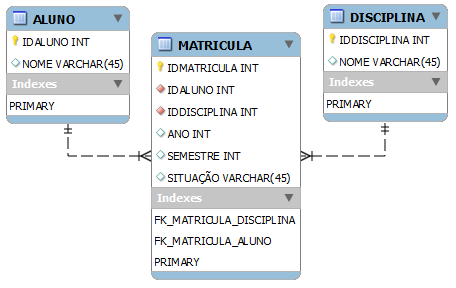 ALUNO
IDALUNO INT
NOME VARCHAR(45)
Indexes
PRIMARY
MATRICULA
IDMATRICULA INT
IDALUNO INT
IDDISCIPLINA INT
ANO INT
SEMESTRE INT
SITUAÇÃO VARCHAR(45)
Indexes
FK_MATRICULA_DISCIPLINA
FK_MATRICULA_ALUNO
PRIMARY
DISCIPLINA
IDDISCIPLINA INT
NOME VARCHAR(45)
Indexes
PRIMARY